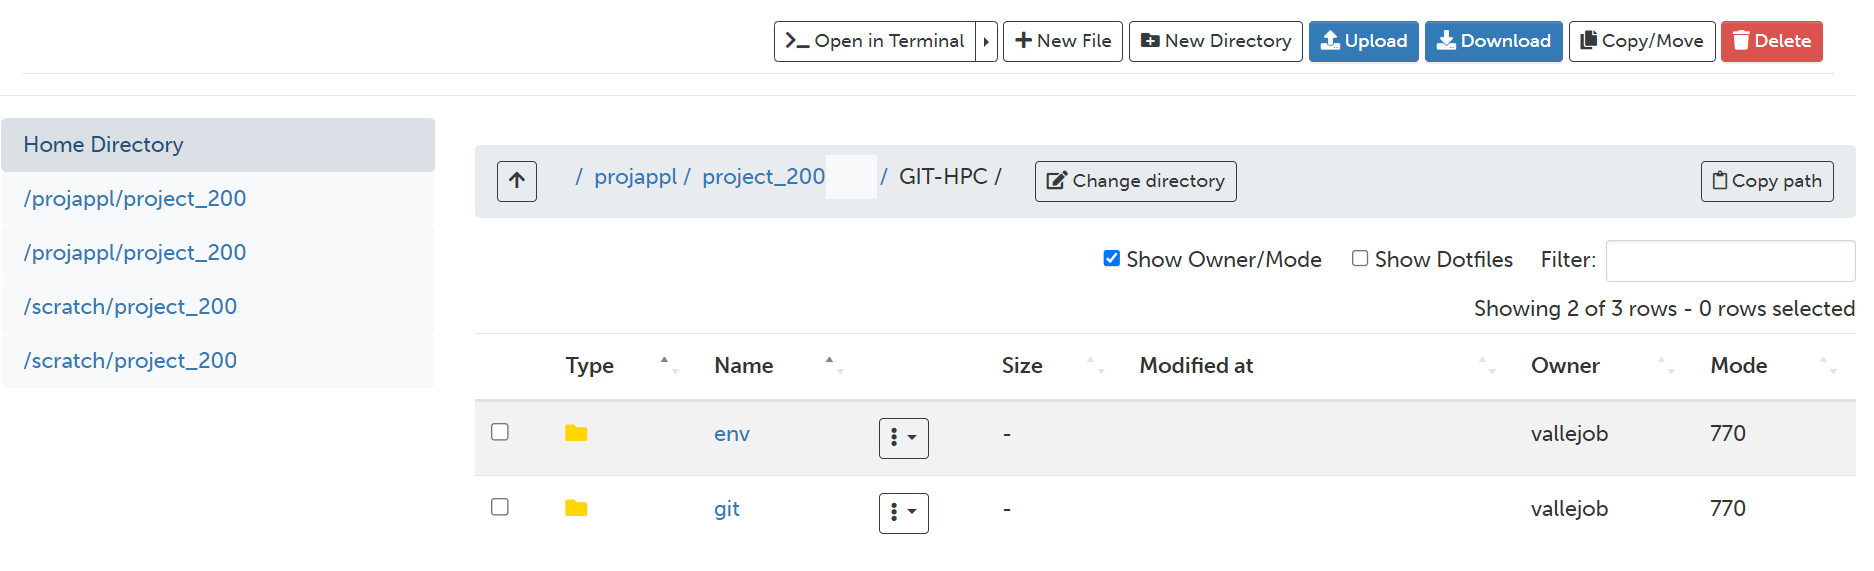 Open in Terminal New File New Directory Upload Download Copy/Move Delete
Home Directory
/projappl/project_200
/projappl/project_200
/scratch/project_200
/scratch/project_200
/ projappl / project_200 / GIT-HPC / Change directory Copy path
Show Owner/Mode Show Dotfiles Filter:
Showing 2 of 3 rows - 0 rows selected
Type Name Size Modified at Owner Mode
env - vallejob 770
git - vallejob 770